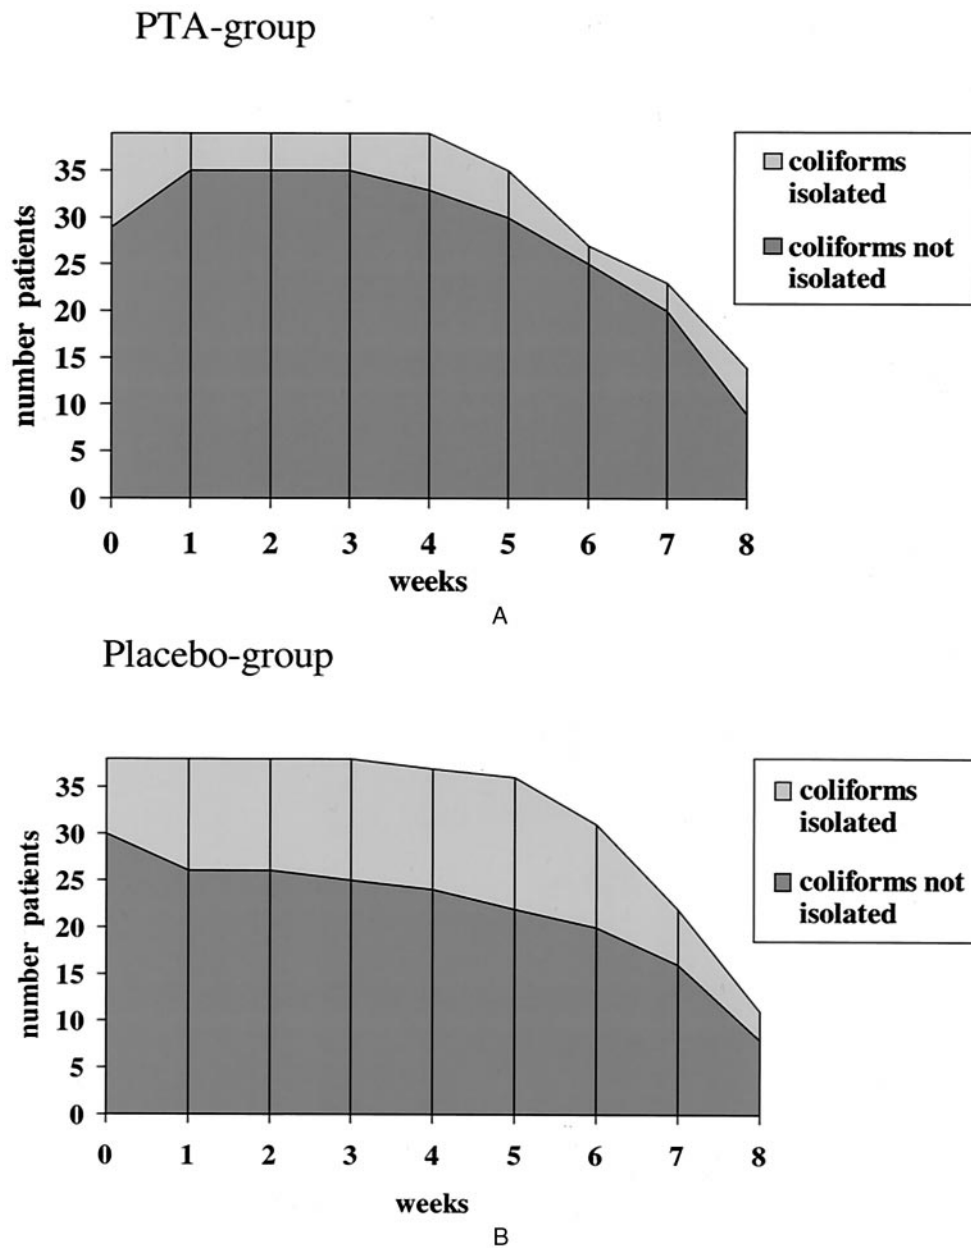 PTA-group
coliforms
isolated
coliforms not
isolated
number patients
35
30
25
20
15
10
5
0
0 1 2 3 4 5 6 7 8
weeks
A
Placebo-group
coliforms
isolated
coliforms not
isolated
number patients
35
30
25
20
15
10
5
0
0 1 2 3 4 5 6 7 8
weeks
B